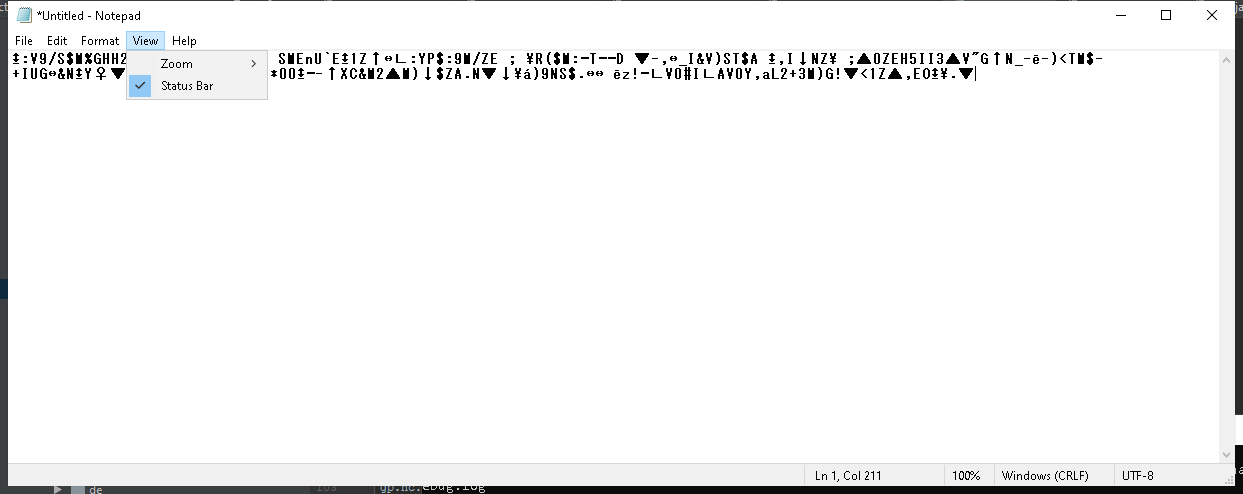 *Untitled - Notepad
File Edit Format View Help
‡:V9/S$M%GHH2
SMEnU`E‡1Z↑↔∟:YP$:9M/ZE ; ¥R($M:-T--D ▼-,↔_I&V)ST$A ‡,I↓NZ¥ ;▲OZEH5II3▲V˝G↑N_-ē-)<TM$-
+IUG↔&N‡Y♀▼
*OO‡--↑XC&M2▲M)↓$ZA.N▼↓¥á)9NS$.↔↔ ēz!-∟VO#I∟AVOY,aL2+3M)G!▼<1Z▲,EO‡¥.▼
Zoom
Status Bar
Ln 1, Col 211
100%
Windows (CRLF)
UTF-8
de